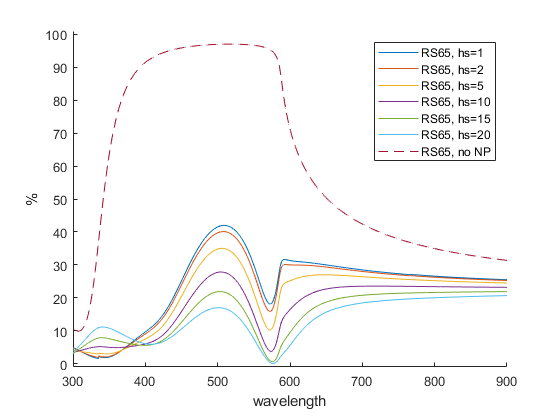 100
90
80
70
60
50
40
30
20
10
0
%
300
400
500
600
700
800
900
wavelength
RS65, hs=1
RS65, hs=2
RS65, hs=5
RS65, hs=10
RS65, hs=15
RS65, hs=20
RS65, no NP